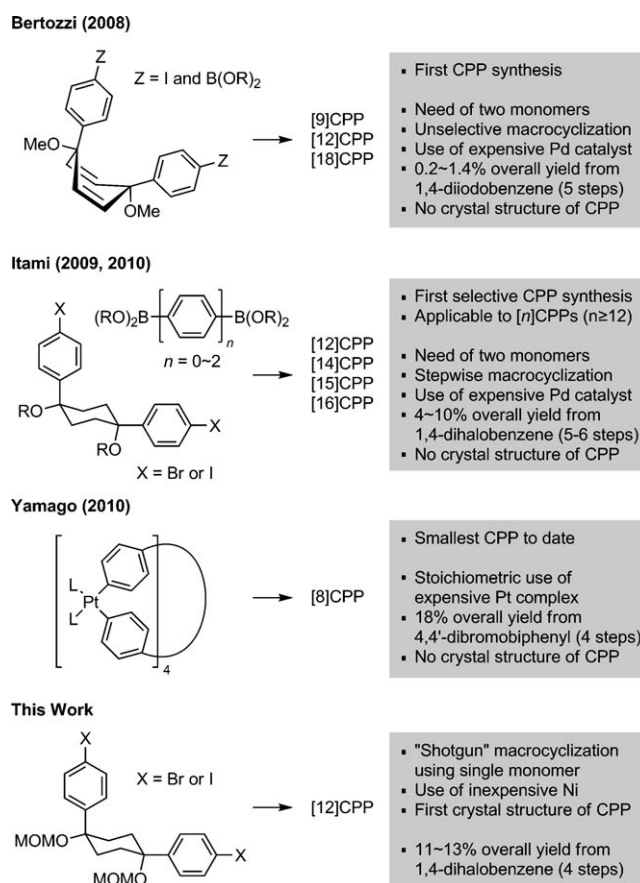 Bertozzi (2008)
Z
Z = I and B(OR)₂
MeO
Z
OMe
[9]CPP
[12]CPP
[18]CPP
▪ First CPP synthesis
▪ Need of two monomers
▪ Unselective macrocyclization
▪ Use of expensive Pd catalyst
▪ 0.2~1.4% overall yield from
1,4-diiodobenzene (5 steps)
▪ No crystal structure of CPP
Itami (2009, 2010)
X
(RO)₂B
B(OR)₂
n
n = 0~2
RO
RO
X
X = Br or I
[12]CPP
[14]CPP
[15]CPP
[16]CPP
▪ First selective CPP synthesis
▪ Applicable to [n]CPPs (n≥12)
▪ Need of two monomers
▪ Stepwise macrocyclization
▪ Use of expensive Pd catalyst
▪ 4~10% overall yield from
1,4-dihalobenzene (5-6 steps)
▪ No crystal structure of CPP
Yamago (2010)
L
Pt
L
4
[8]CPP
▪ Smallest CPP to date
▪ Stoichiometric use of
expensive Pt complex
▪ 18% overall yield from
4,4'-dibromobiphenyl (4 steps)
▪ No crystal structure of CPP
This Work
X
X = Br or I
MOMO
MOMO
X
[12]CPP
▪ "Shotgun" macrocyclization
using single monomer
▪ Use of inexpensive Ni
▪ First crystal structure of CPP
▪ 11~13% overall yield from
1,4-dihalobenzene (4 steps)